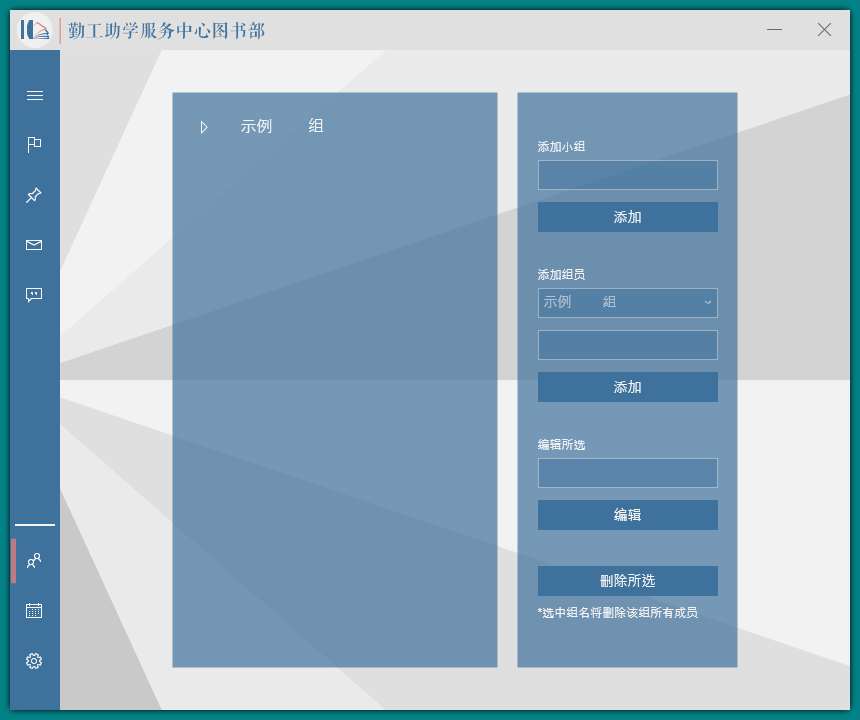 勤工助学服务中心图书部
示例 组
添加小组
添加
添加组员
示例 组
添加
编辑所选
编辑
删除所选
*选中组名将删除该组所有成员